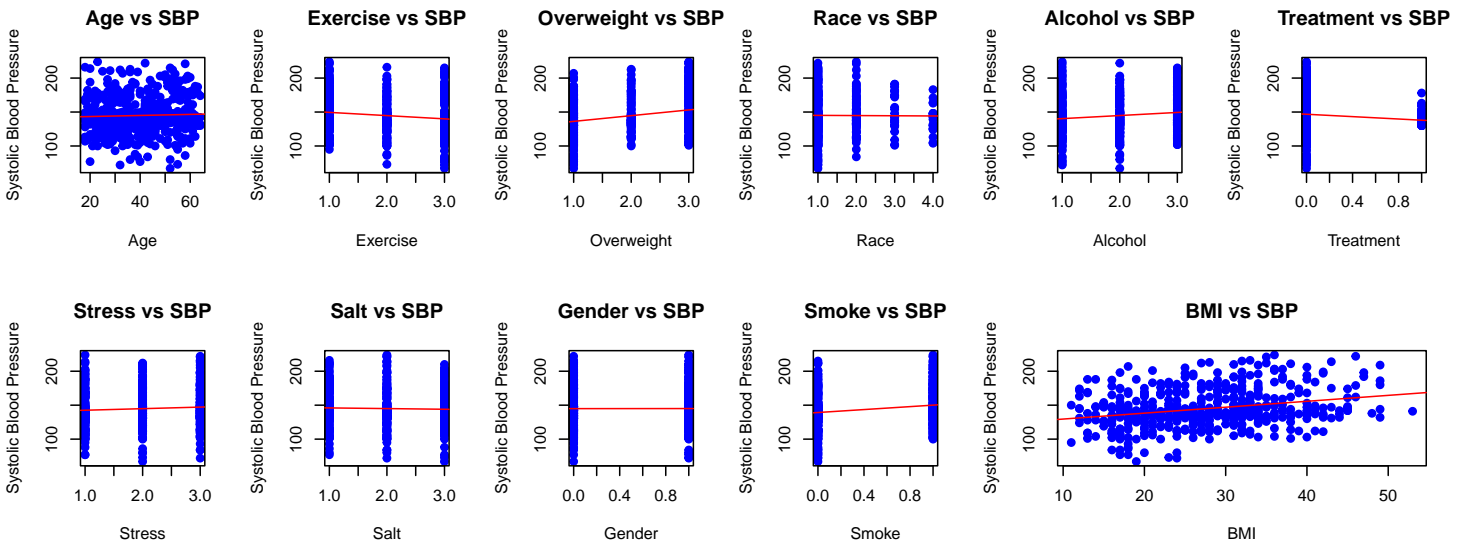 Age vs SBP
Systolic Blood Pressure
100
200
20
40
60
Age
Exercise vs SBP
Systolic Blood Pressure
100
200
1.0
2.0
3.0
Exercise
Overweight vs SBP
Systolic Blood Pressure
100
200
1.0
2.0
3.0
Overweight
Race vs SBP
Systolic Blood Pressure
100
200
1.0
2.0
3.0
4.0
Race
Alcohol vs SBP
Systolic Blood Pressure
100
200
1.0
2.0
3.0
Alcohol
Treatment vs SBP
Systolic Blood Pressure
100
200
0.0
0.4
0.8
Treatment
Stress vs SBP
Systolic Blood Pressure
100
200
1.0
2.0
3.0
Stress
Salt vs SBP
Systolic Blood Pressure
100
200
1.0
2.0
3.0
Salt
Gender vs SBP
Systolic Blood Pressure
100
200
0.0
0.4
0.8
Gender
Smoke vs SBP
Systolic Blood Pressure
100
200
0.0
0.4
0.8
Smoke
BMI vs SBP
Systolic Blood Pressure
100
200
10
20
30
40
50
BMI